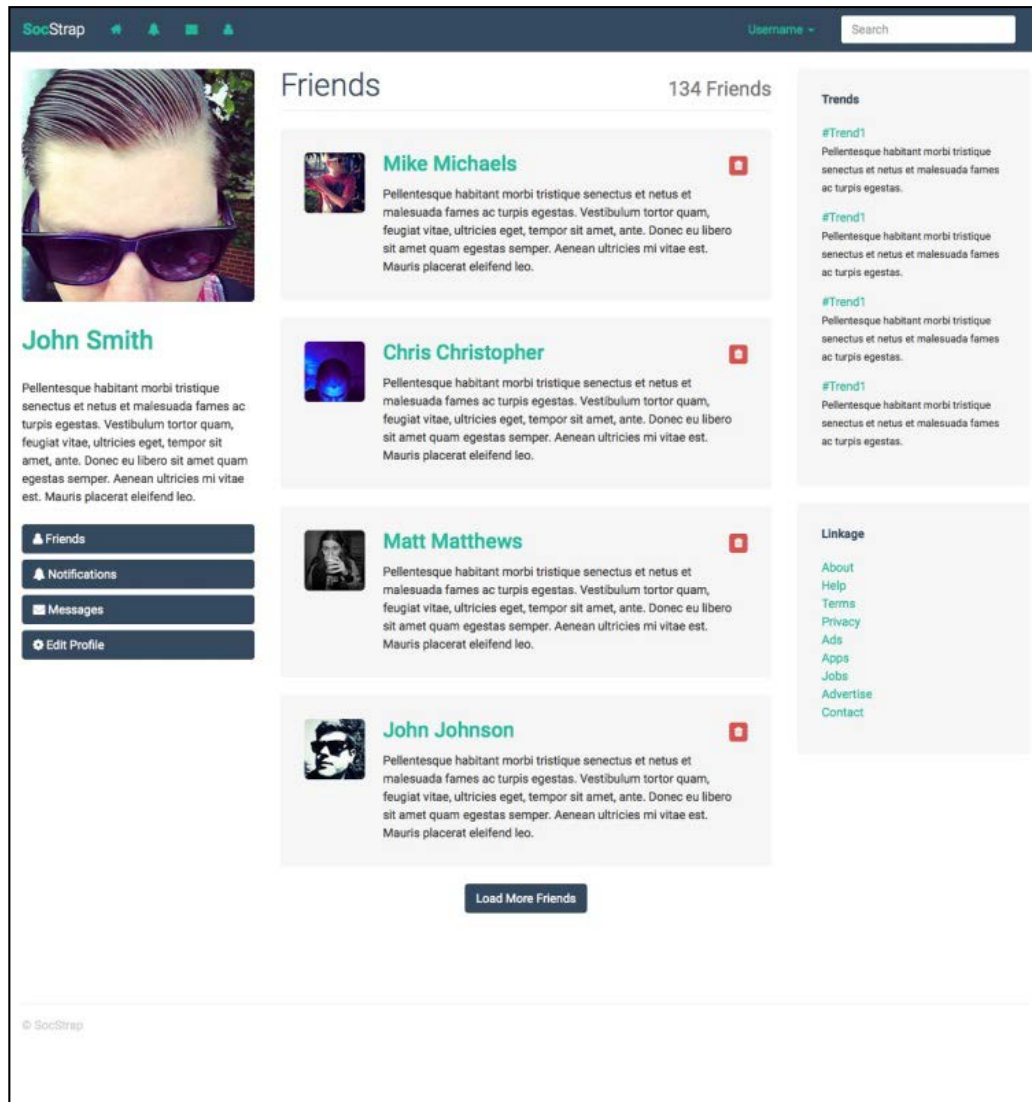 SocStrap
Username
Search
John Smith
Pellentesque habitant morbi tristique
senectus et netus et malesuada fames ac
turpis egestas. Vestibulum tortor quam,
feugiat vitae, ultricies eget, tempor sit
amet, ante. Donec eu libero sit amet quam
egestas semper. Aenean ultricies mi vitae
est. Mauris placerat eleifend leo.
Friends
Notifications
Messages
Edit Profile
Friends
134 Friends
Mike Michaels
Pellentesque habitant morbi tristique senectus et netus et
malesuada fames ac turpis egestas. Vestibulum tortor quam,
feugiat vitae, ultricies eget, tempor sit amet, ante. Donec eu libero
sit amet quam egestas semper. Aenean ultricies mi vitae est.
Mauris placerat eleifend leo.
Chris Christopher
Pellentesque habitant morbi tristique senectus et netus et
malesuada fames ac turpis egestas. Vestibulum tortor quam,
feugiat vitae, ultricies eget, tempor sit amet, ante. Donec eu libero
sit amet quam egestas semper. Aenean ultricies mi vitae est.
Mauris placerat eleifend leo.
Matt Matthews
Pellentesque habitant morbi tristique senectus et netus et
malesuada fames ac turpis egestas. Vestibulum tortor quam,
feugiat vitae, ultricies eget, tempor sit amet, ante. Donec eu libero
sit amet quam egestas semper. Aenean ultricies mi vitae est.
Mauris placerat eleifend leo.
John Johnson
Pellentesque habitant morbi tristique senectus et netus et
malesuada fames ac turpis egestas. Vestibulum tortor quam,
feugiat vitae, ultricies eget, tempor sit amet, ante. Donec eu libero
sit amet quam egestas semper. Aenean ultricies mi vitae est.
Mauris placerat eleifend leo.
Load More Friends
Trends
#Trend1
Pellentesque habitant morbi tristique
senectus et netus et malesuada fames
ac turpis egestas.
#Trend1
Pellentesque habitant morbi tristique
senectus et netus et malesuada fames
ac turpis egestas.
#Trend1
Pellentesque habitant morbi tristique
senectus et netus et malesuada fames
ac turpis egestas.
#Trend1
Pellentesque habitant morbi tristique
senectus et netus et malesuada fames
ac turpis egestas.
Linkage
About
Help
Terms
Privacy
Ads
Apps
Jobs
Advertise
Contact
© SocStrap